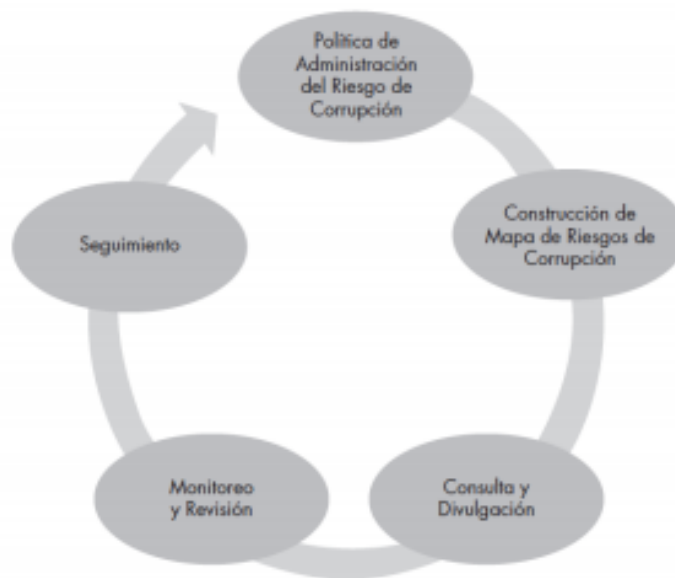 Política de
Administración
del Riesgo de
Corrupción
Construcción de
Mapa de Riesgos de
Corrupción
Consulta y
Divulgación
Monitoreo
y Revisión
Seguimiento